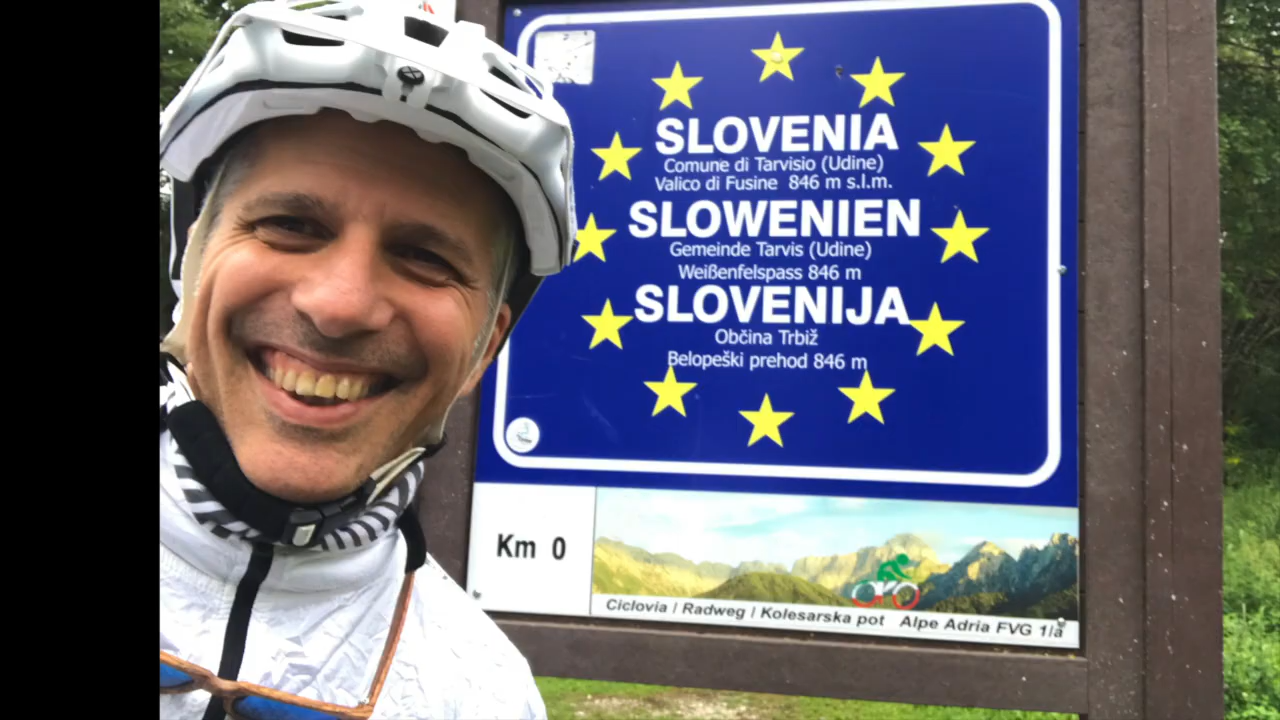 SLOVENIA
Comune di Tarvisio (Udine)
Valico di Fusine 846 m s.l.m.
SLOWENIEN
Gemeinde Tarvis (Udine)
Weißenfelspass 846 m
SLOVENIJA
Občina Trbiž
Belopeški prehod 846 m
Km 0
Ciclovia / Radweg / Kolesarska pot Alpe Adria FVG 1/a